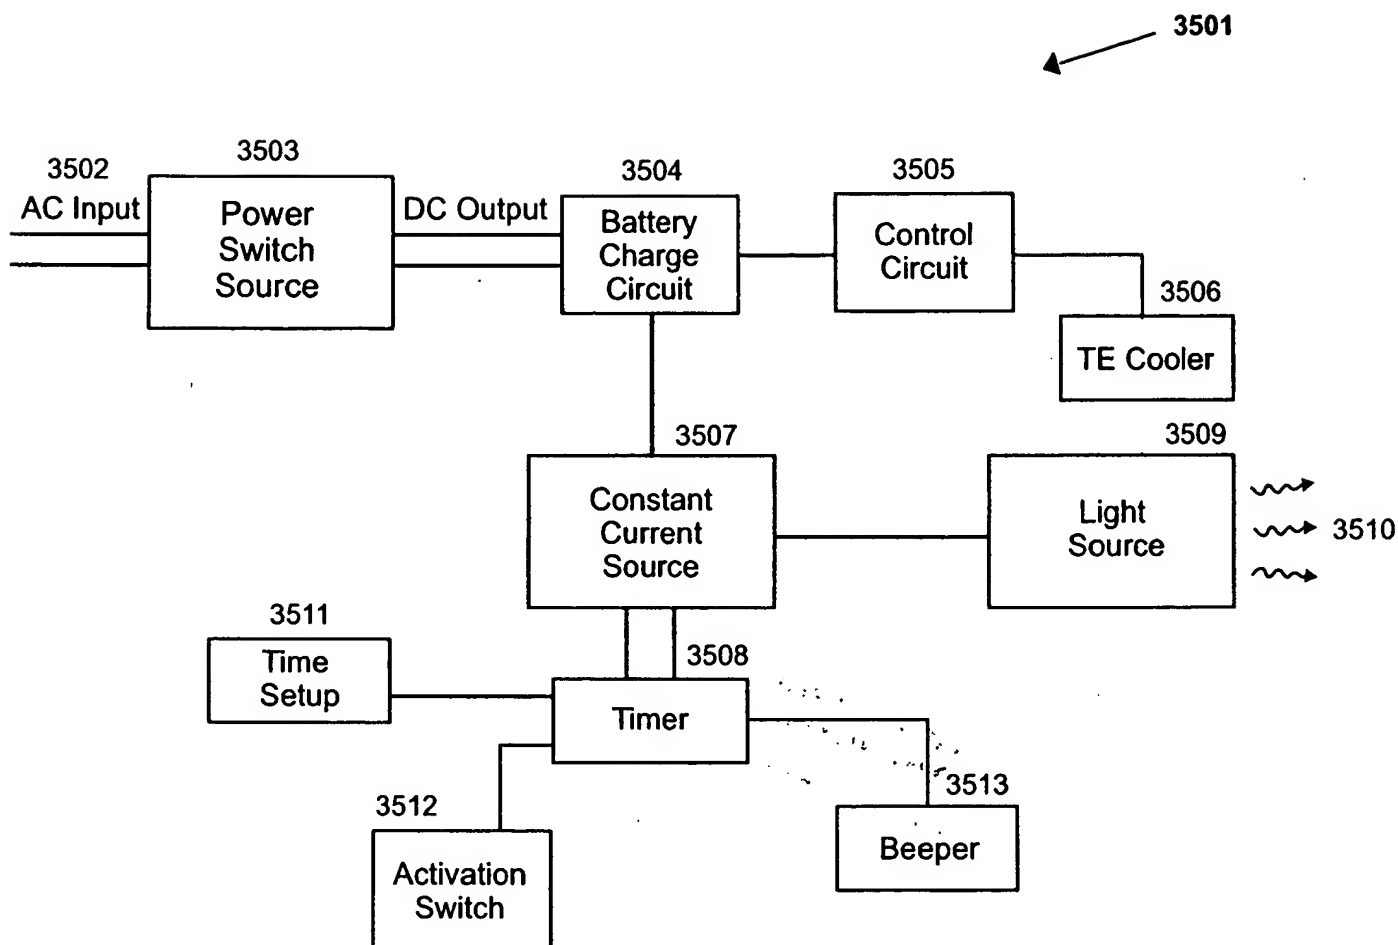 3501
3502
AC Input
3503
Power
Switch
Source
DC Output
3504
Battery
Charge
Circuit
3505
Control
Circuit
3506
TE Cooler
3507
Constant
Current
Source
3509
Light
Source
3510
3511
Time
Setup
3508
Timer
3512
Activation
Switch
3513
Beeper